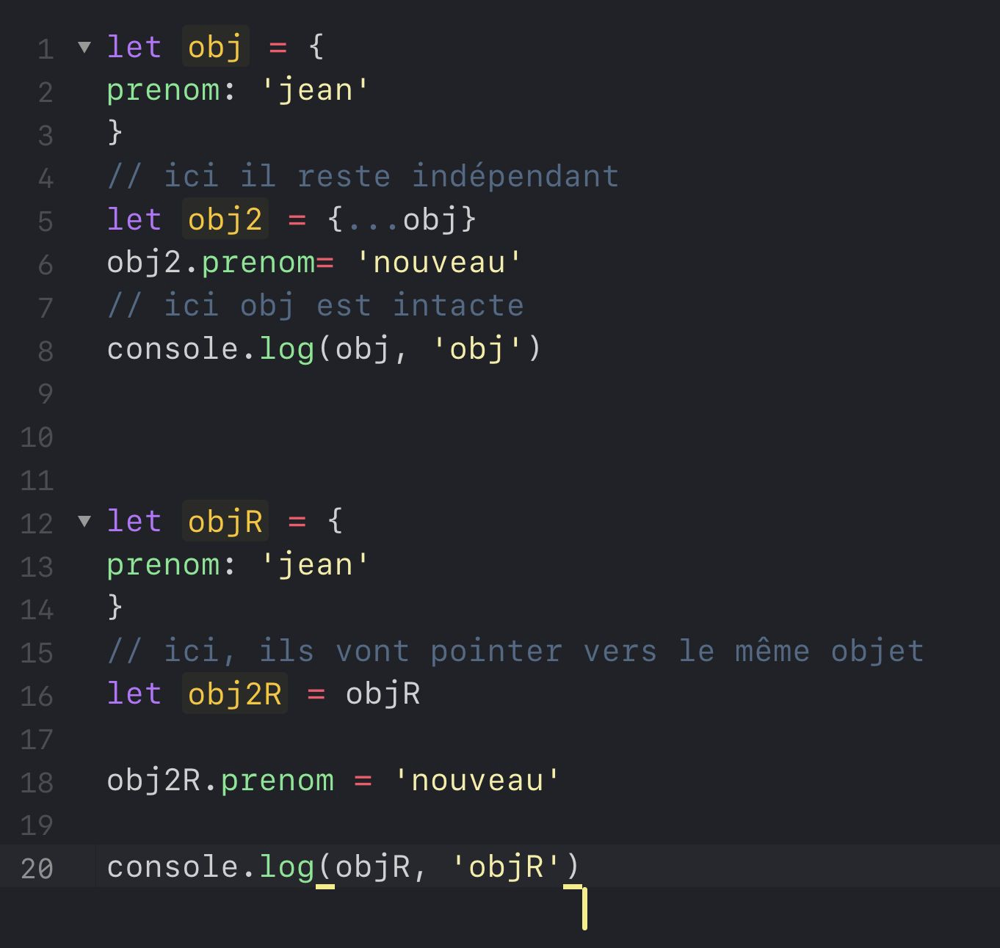 1 ▼ let obj = {
2 prenom: 'jean'
3 }
4 // ici il reste indépendant
5 let obj2 = {...obj}
6 obj2.prenom= 'nouveau'
7 // ici obj est intacte
8 console.log(obj, 'obj')
9
10
11
12 ▼ let objR = {
13 prenom: 'jean'
14 }
15 // ici, ils vont pointer vers le même objet
16 let obj2R = objR
17
18 obj2R.prenom = 'nouveau'
19
20 console.log(objR, 'objR')